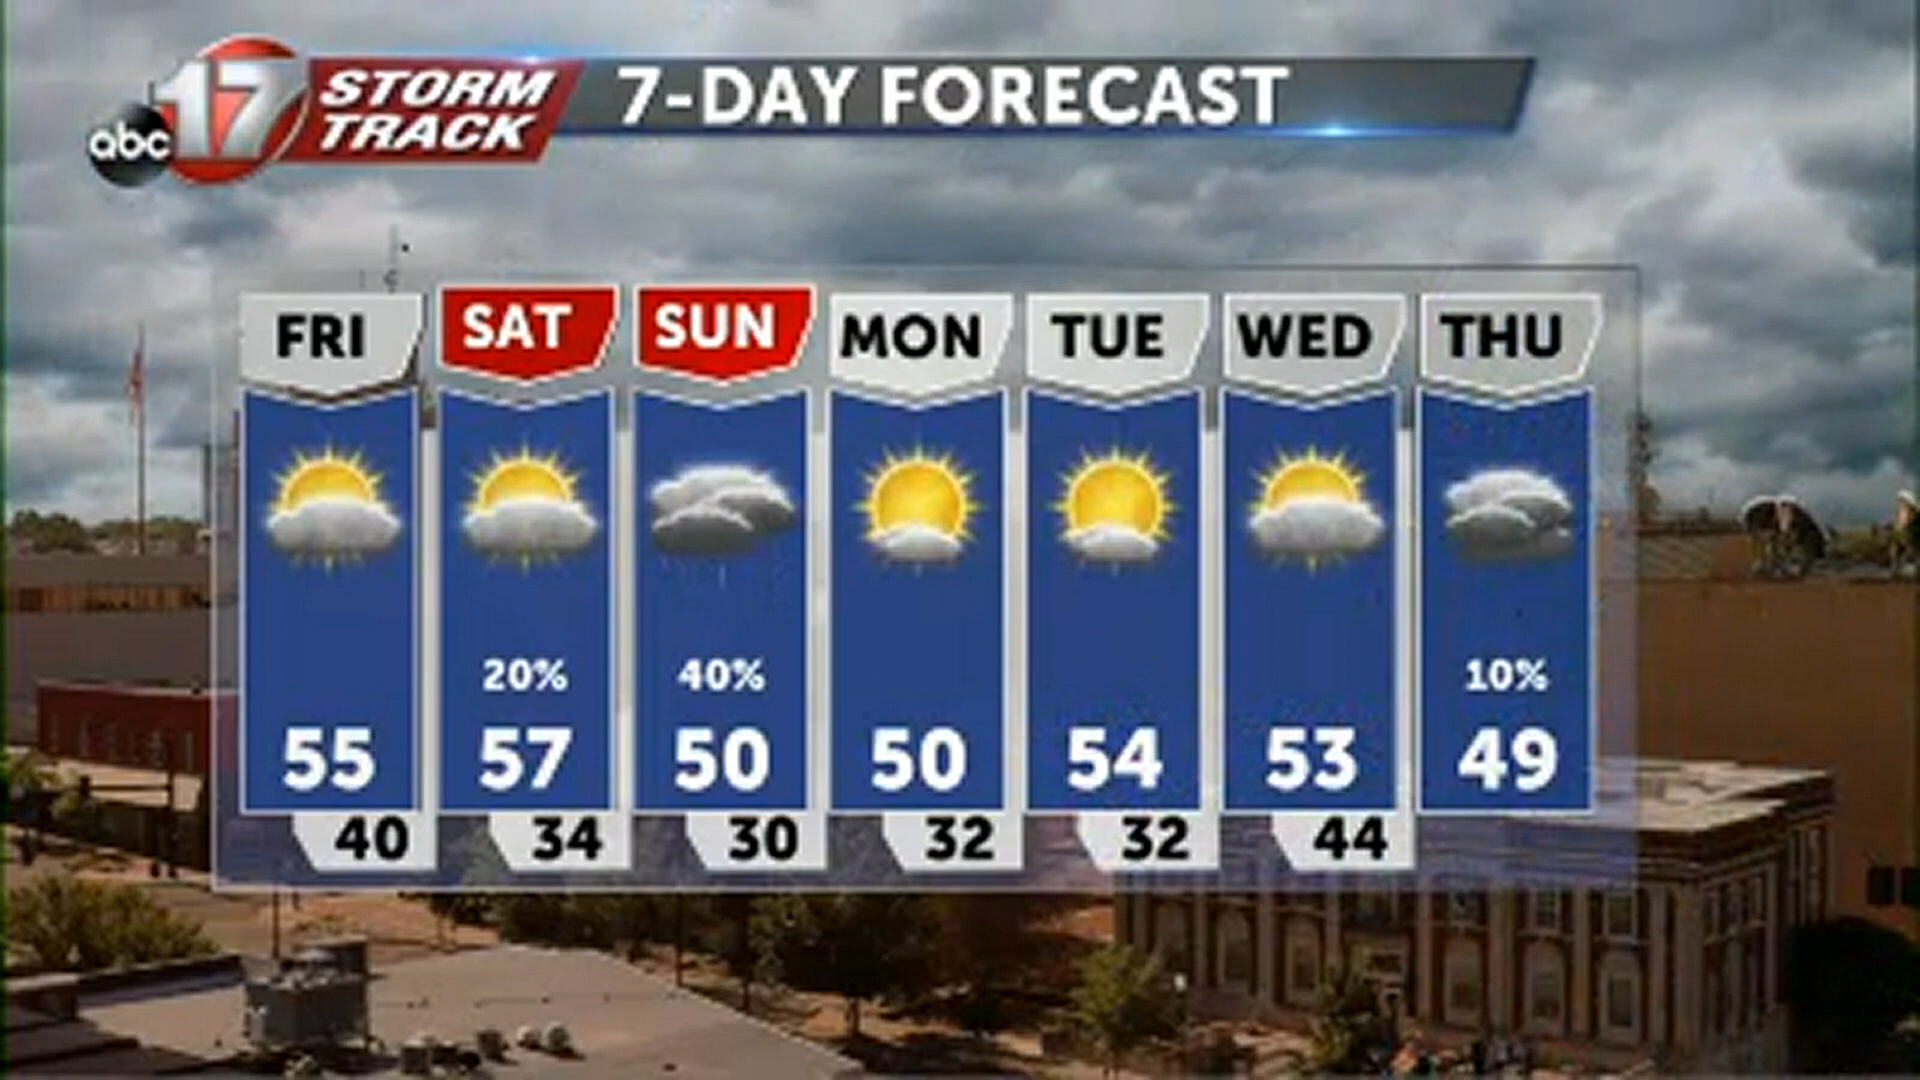 abc 17 STORM TRACK
7-DAY FORECAST
FRI SAT SUN MON TUE WED THU
20% 40% 10%
55 57 50 50 54 53 49
40 34 30 32 32 44